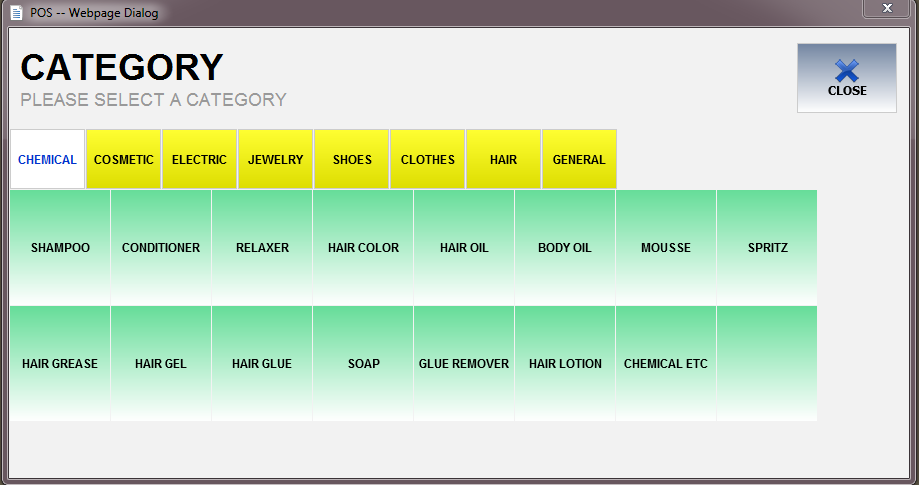 POS -- Webpage Dialog
CATEGORY
PLEASE SELECT A CATEGORY
CLOSE
CHEMICAL COSMETIC ELECTRIC JEWELRY SHOES CLOTHES HAIR GENERAL
SHAMPOO CONDITIONER RELAXER HAIR COLOR HAIR OIL BODY OIL MOUSSE SPRITZ
HAIR GREASE HAIR GEL HAIR GLUE SOAP GLUE REMOVER HAIR LOTION CHEMICAL ETC